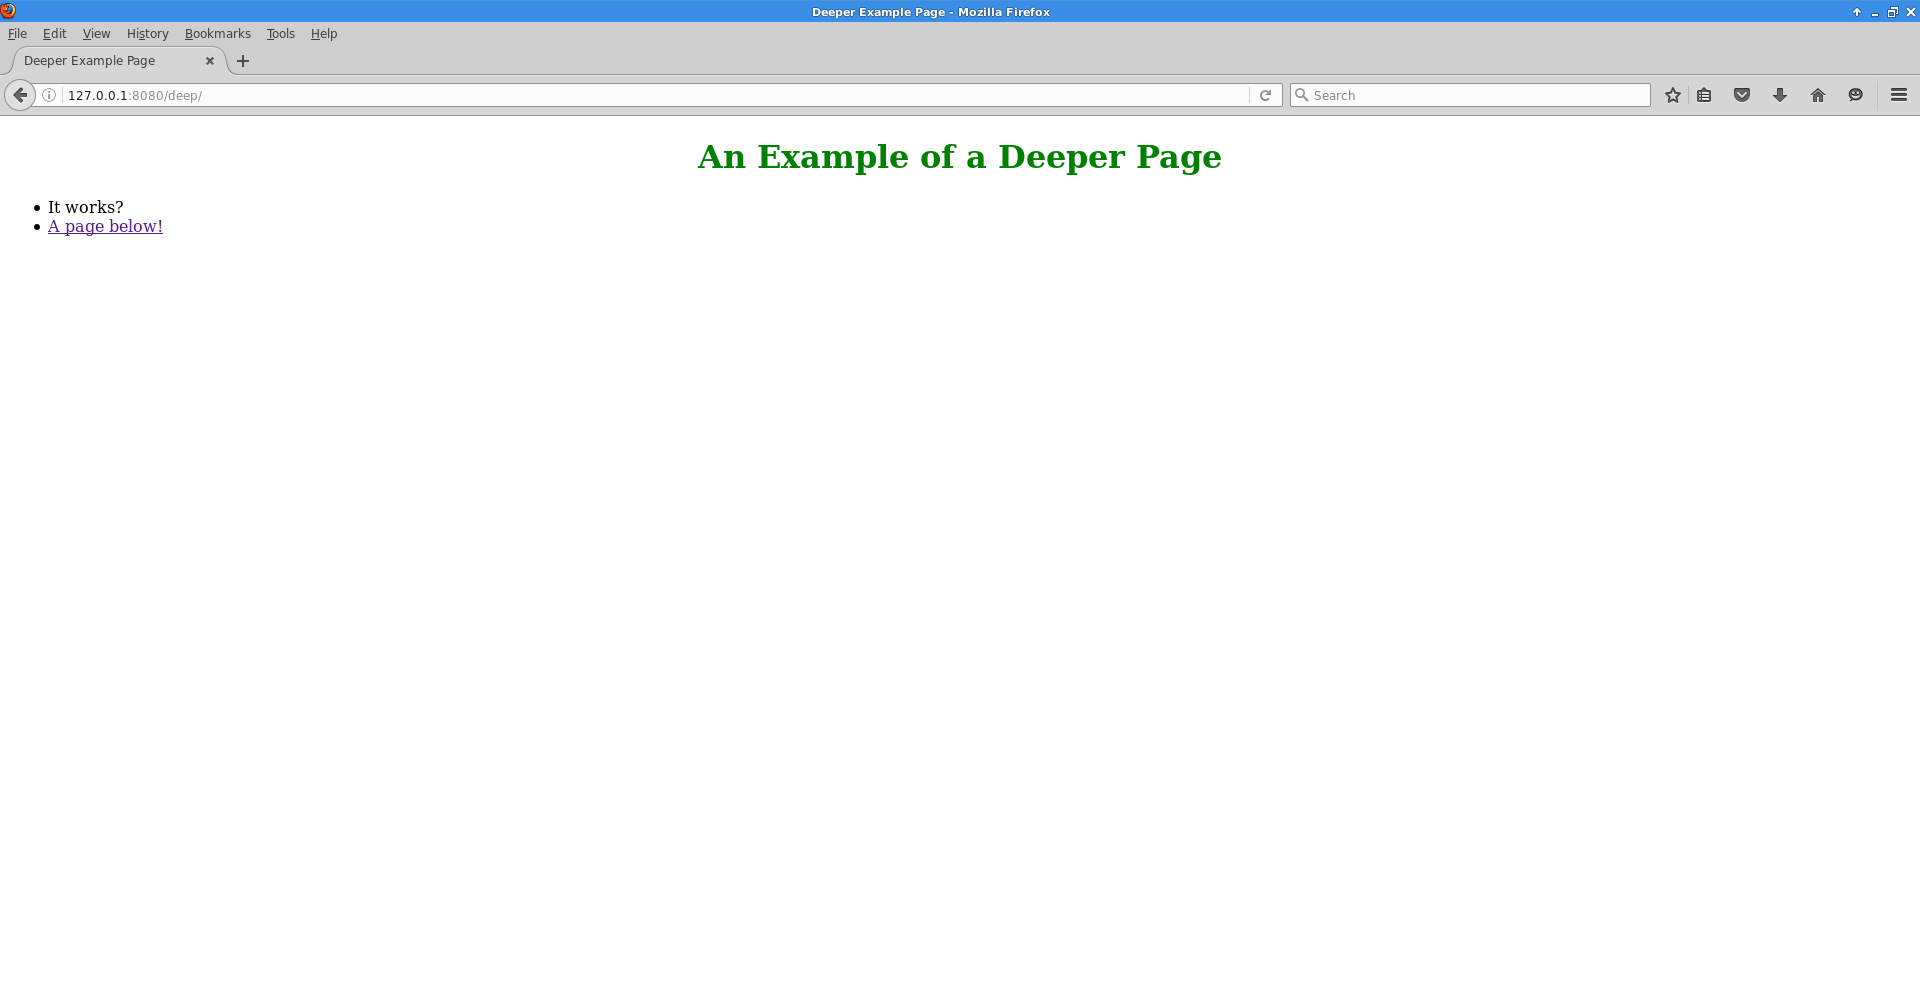 Deeper Example Page - Mozilla Firefox
File Edit View History Bookmarks Tools Help
Deeper Example Page
127.0.0.1:8080/deep/
Search
An Example of a Deeper Page
It works?
A page below!